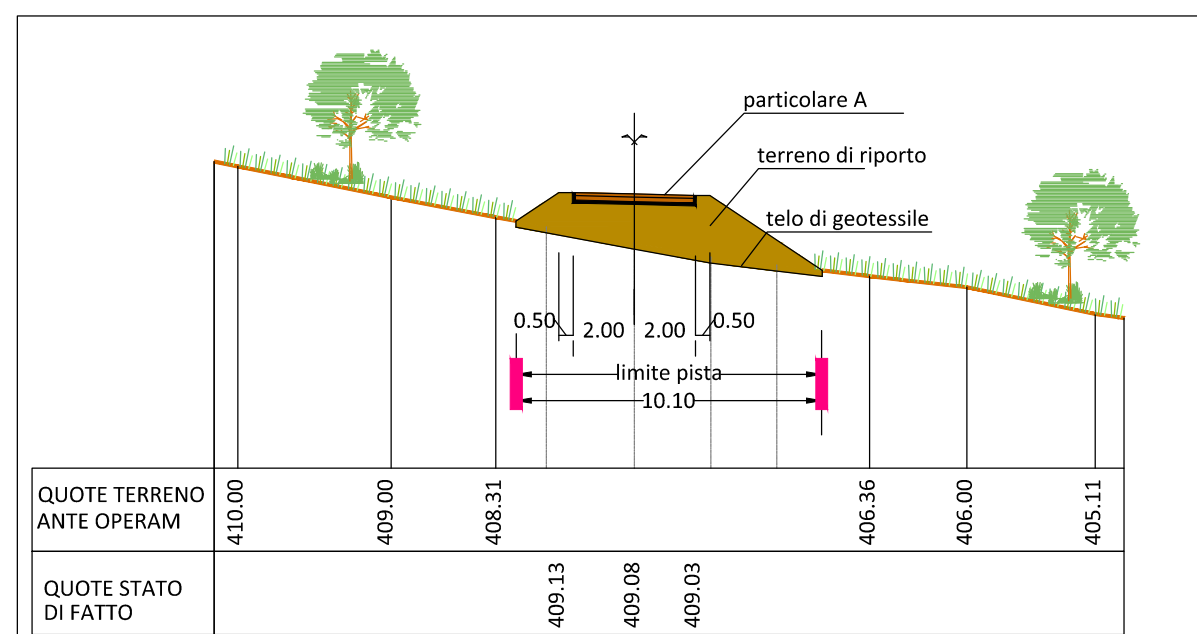 particolare A
terreno di riporto
telo di geotessile
0.50 2.00 2.00 0.50
limite pista
10.10
QUOTE TERRENO
ANTE OPERAM
410.00 409.00 408.31 406.36 406.00 405.11
QUOTE STATO
DI FATTO
409.13 409.08 409.03